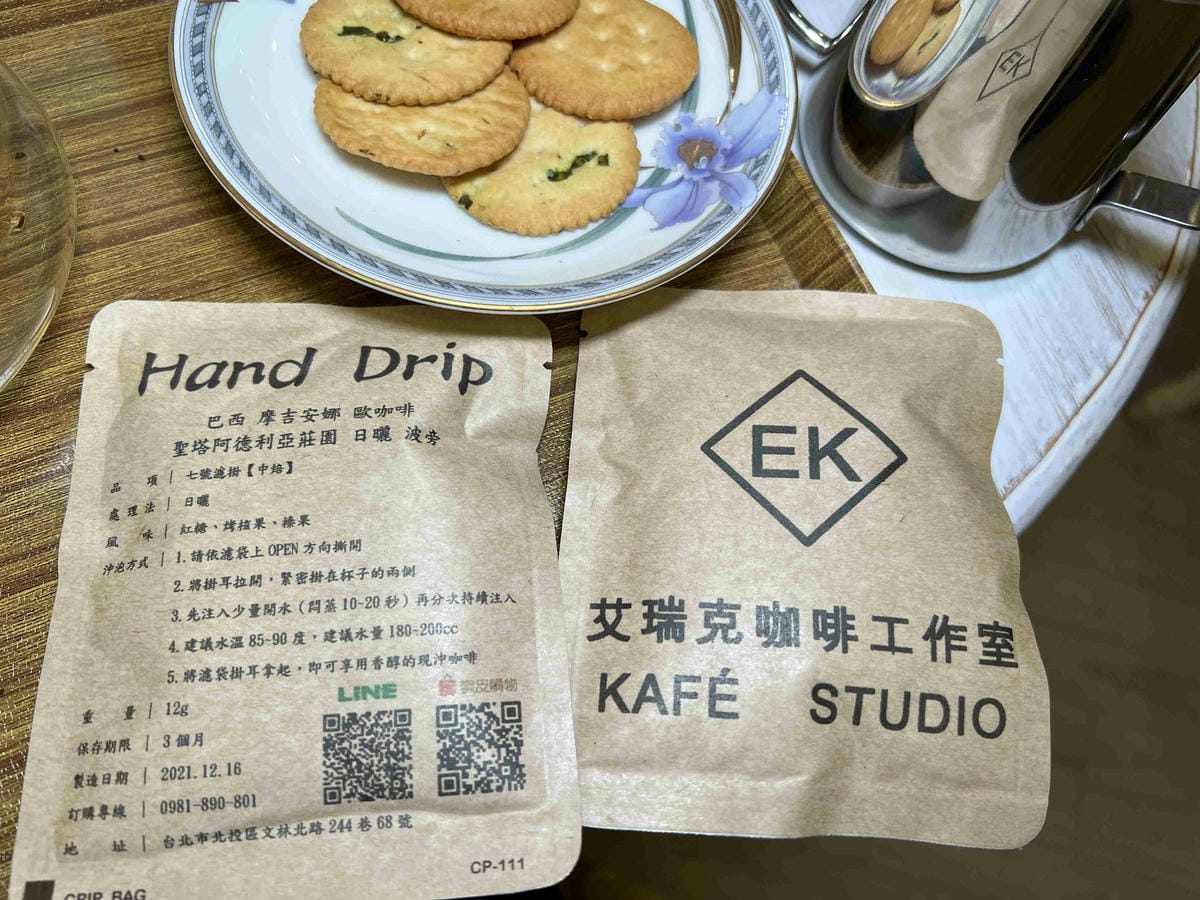 EK
Hand Drip
巴西 摩吉安娜 歐咖啡
聖塔阿德利亞莊園 日曬 波旁
品 項 | 七號濾掛【中焙】
處理法 | 日曬
風 味 | 紅糖、烤核果、榛果
沖泡方式 | 1.請依濾袋上 OPEN 方向撕開
2.將掛耳拉開，緊密掛在杯子的兩側
3.先注入少量開水（悶蒸 10~20 秒）再分次持續注入
4.建議水溫 85~90 度，建議水量 180~200cc
5.將濾袋掛耳拿起，即可享用香醇的現沖咖啡
LINE 蝦皮購物
重 量 | 12g
保存期限 | 3 個月
製造日期 | 2021.12.16
訂購專線 | 0981-890-801
地 址 | 台北市北投區文林北路 244 巷 68 號
CP-111
CRIP BAG
EK
艾瑞克咖啡工作室
KAFÉ STUDIO